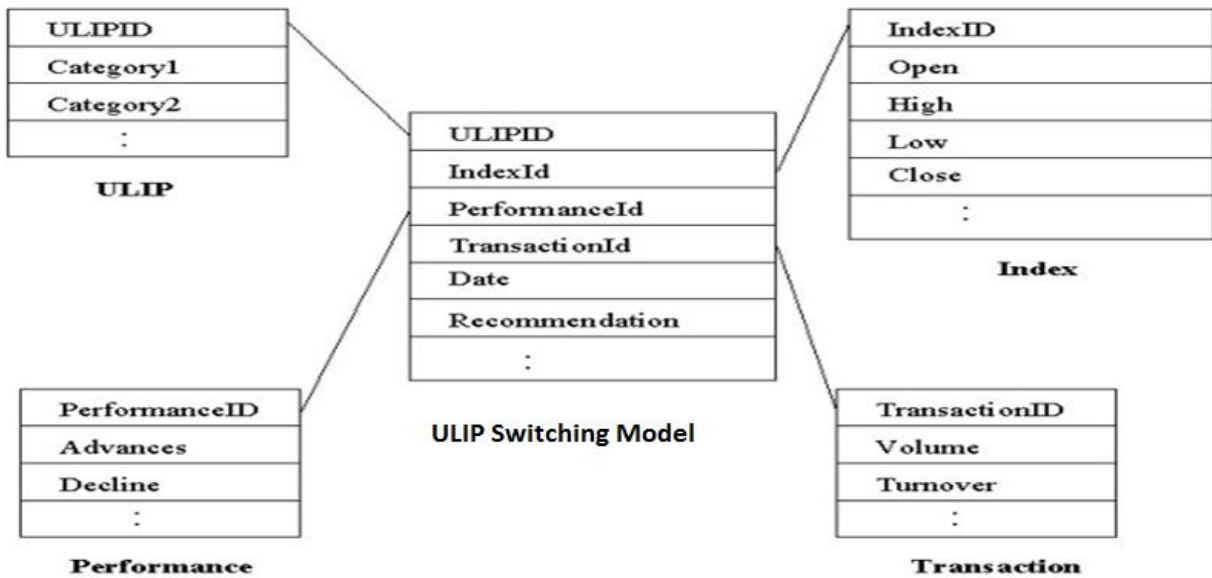 ULIPID
Category1
Category2
:
ULIP
IndexID
Open
High
Low
Close
:
Index
ULIPID
IndexId
PerformanceId
TransactionId
Date
Recommendation
:
ULIP Switching Model
PerformanceID
Advances
Decline
:
Performance
TransactionID
Volume
Turnover
:
Transaction